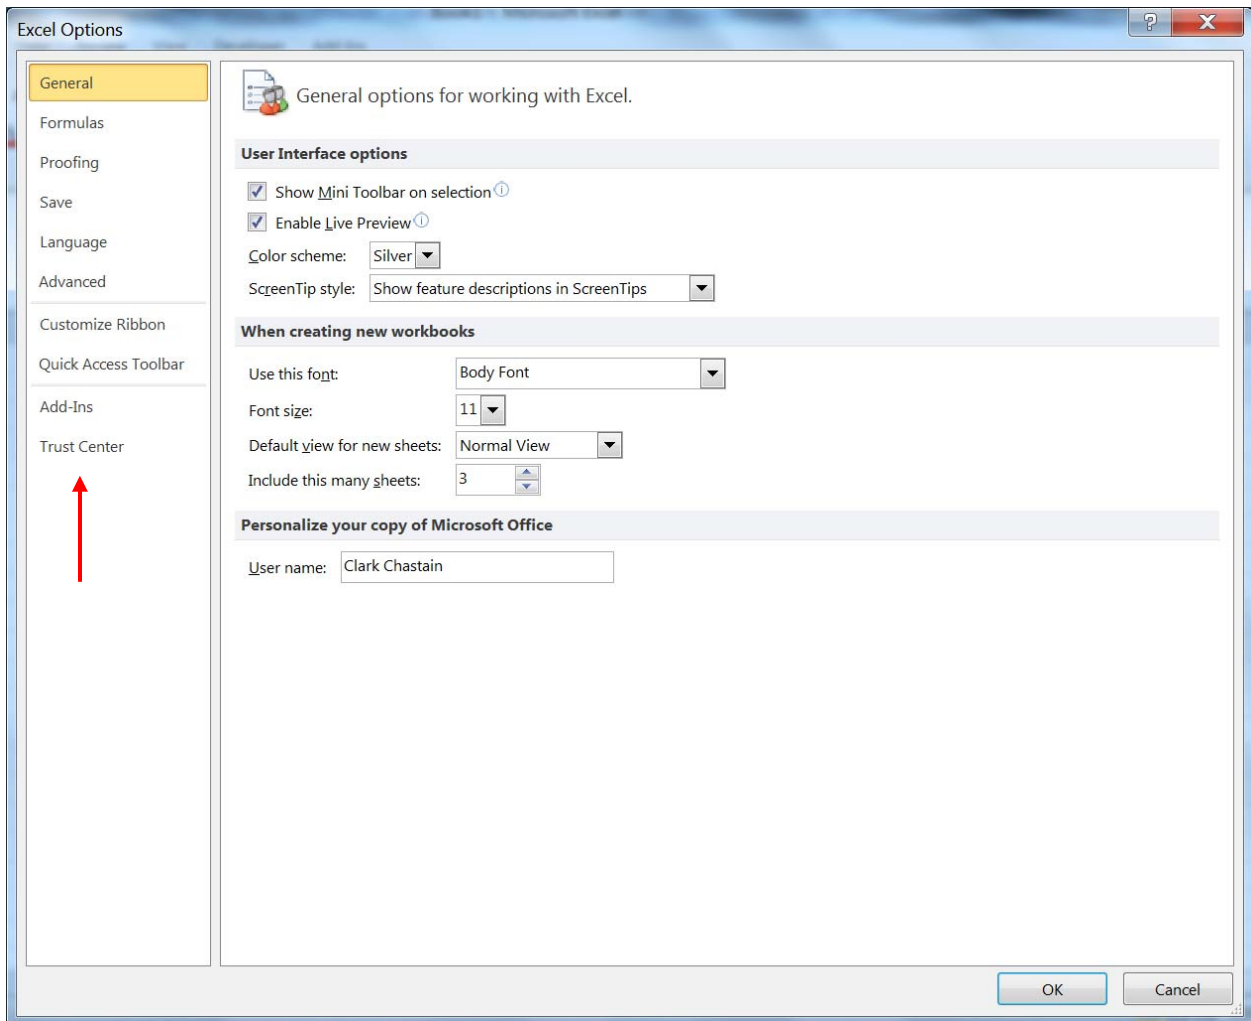 Excel Options
General
Formulas
Proofing
Save
Language
Advanced
Customize Ribbon
Quick Access Toolbar
Add-Ins
Trust Center
General options for working with Excel.
User Interface options
Show Mini Toolbar on selection
Enable Live Preview
Color scheme: Silver
ScreenTip style: Show feature descriptions in ScreenTips
When creating new workbooks
Use this font: Body Font
Font size: 11
Default view for new sheets: Normal View
Include this many sheets: 3
Personalize your copy of Microsoft Office
User name: Clark Chastain
OK Cancel